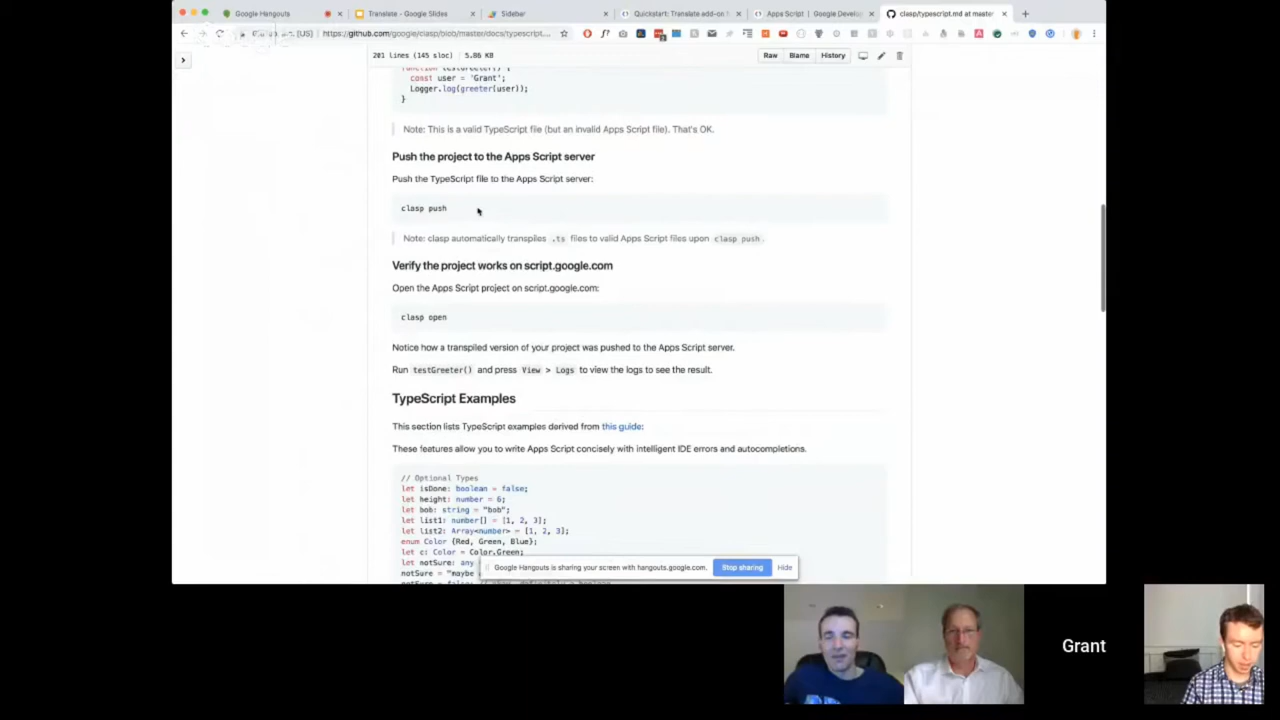 Google Hangouts
Translate - Google Slides
Sidebar
Quickstart: Translate add-on
Apps Script | Google Develo
clasp/typescript.md at master
[US]
https://github.com/google/clasp/blob/master/docs/typescript...
201 lines (145 sloc) 5.86 KB
Raw Blame History
const user = 'Grant';
Logger.log(greeter(user));
}
Note: This is a valid TypeScript file (but an invalid Apps Script file). That's OK.
Push the project to the Apps Script server
Push the TypeScript file to the Apps Script server:
clasp push
Note: clasp automatically transpiles .ts files to valid Apps Script files upon clasp push.
Verify the project works on script.google.com
Open the Apps Script project on script.google.com:
clasp open
Notice how a transpiled version of your project was pushed to the Apps Script server.
Run testGreeter() and press View > Logs to view the logs to see the result.
TypeScript Examples
This section lists TypeScript examples derived from this guide:
These features allow you to write Apps Script concisely with intelligent IDE errors and autocompletions.
// Optional Types
let isDone: boolean = false;
let height: number = 6;
let bob: string = "bob";
let list1: number[] = [1, 2, 3];
let list2: Array<number> = [1, 2, 3];
enum Color {Red, Green, Blue};
let c: Color = Color.Green;
let notSure: any
notSure = "maybe
Google Hangouts is sharing your screen with hangouts.google.com.
Stop sharing
Hide
Grant